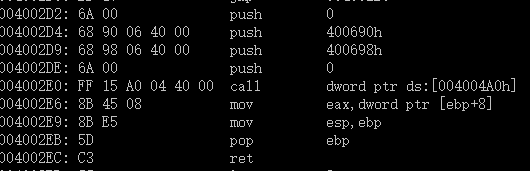 004002D2: 6A 00 push 0
004002D4: 68 90 06 40 00 push 400690h
004002D9: 68 98 06 40 00 push 400698h
004002DE: 6A 00 push 0
004002E0: FF 15 A0 04 40 00 call dword ptr ds:[004004A0h]
004002E6: 8B 45 08 mov eax,dword ptr [ebp+8]
004002E9: 8B E5 mov esp,ebp
004002EB: 5D pop ebp
004002EC: C3 ret